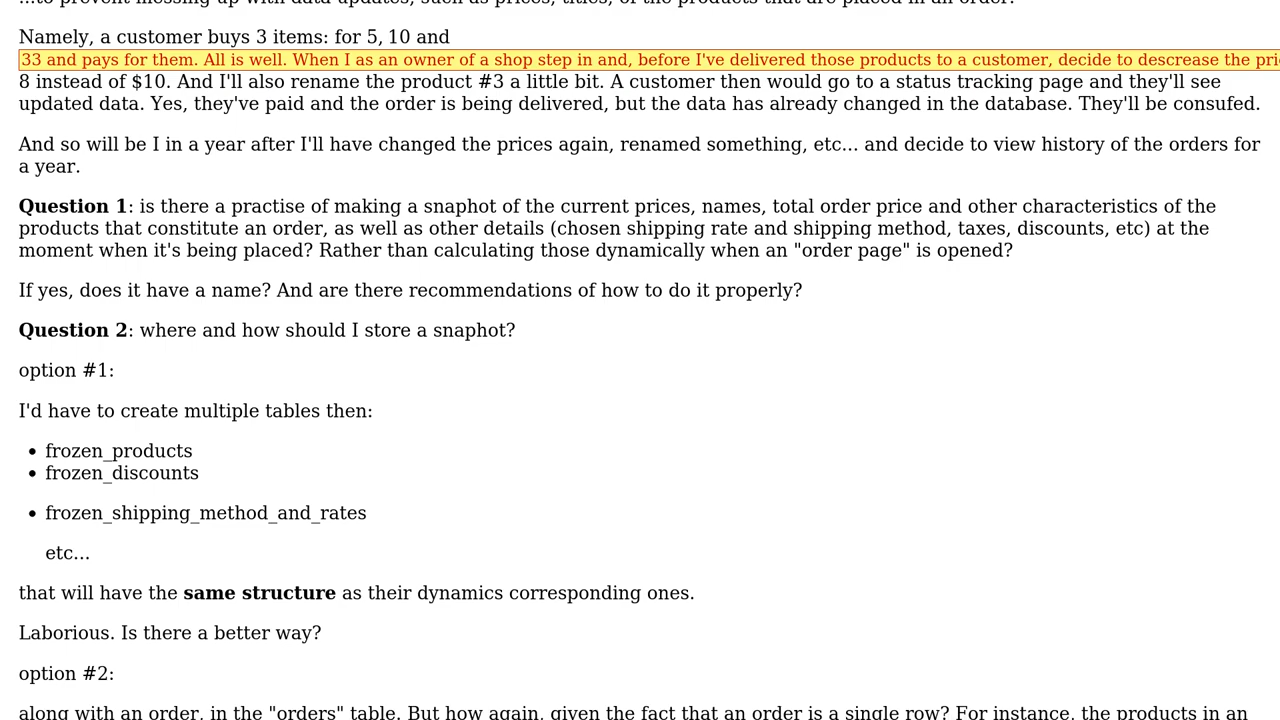 ...to prevent messing up with data updates, such as prices, titles, of the products that are placed in an order.
Namely, a customer buys 3 items: for 5, 10 and
33 and pays for them. All is well. When I as an owner of a shop step in and, before I've delivered those products to a customer, decide to descrease the pri
8 instead of $10. And I'll also rename the product #3 a little bit. A customer then would go to a status tracking page and they'll see
updated data. Yes, they've paid and the order is being delivered, but the data has already changed in the database. They'll be consufed.
And so will be I in a year after I'll have changed the prices again, renamed something, etc... and decide to view history of the orders for
a year.
Question 1: is there a practise of making a snaphot of the current prices, names, total order price and other characteristics of the
products that constitute an order, as well as other details (chosen shipping rate and shipping method, taxes, discounts, etc) at the
moment when it's being placed? Rather than calculating those dynamically when an "order page" is opened?
If yes, does it have a name? And are there recommendations of how to do it properly?
Question 2: where and how should I store a snaphot?
option #1:
I'd have to create multiple tables then:
• frozen_products
• frozen_discounts
• frozen_shipping_method_and_rates
etc...
that will have the same structure as their dynamics corresponding ones.
Laborious. Is there a better way?
option #2:
along with an order, in the "orders" table. But how again, given the fact that an order is a single row? For instance, the products in an